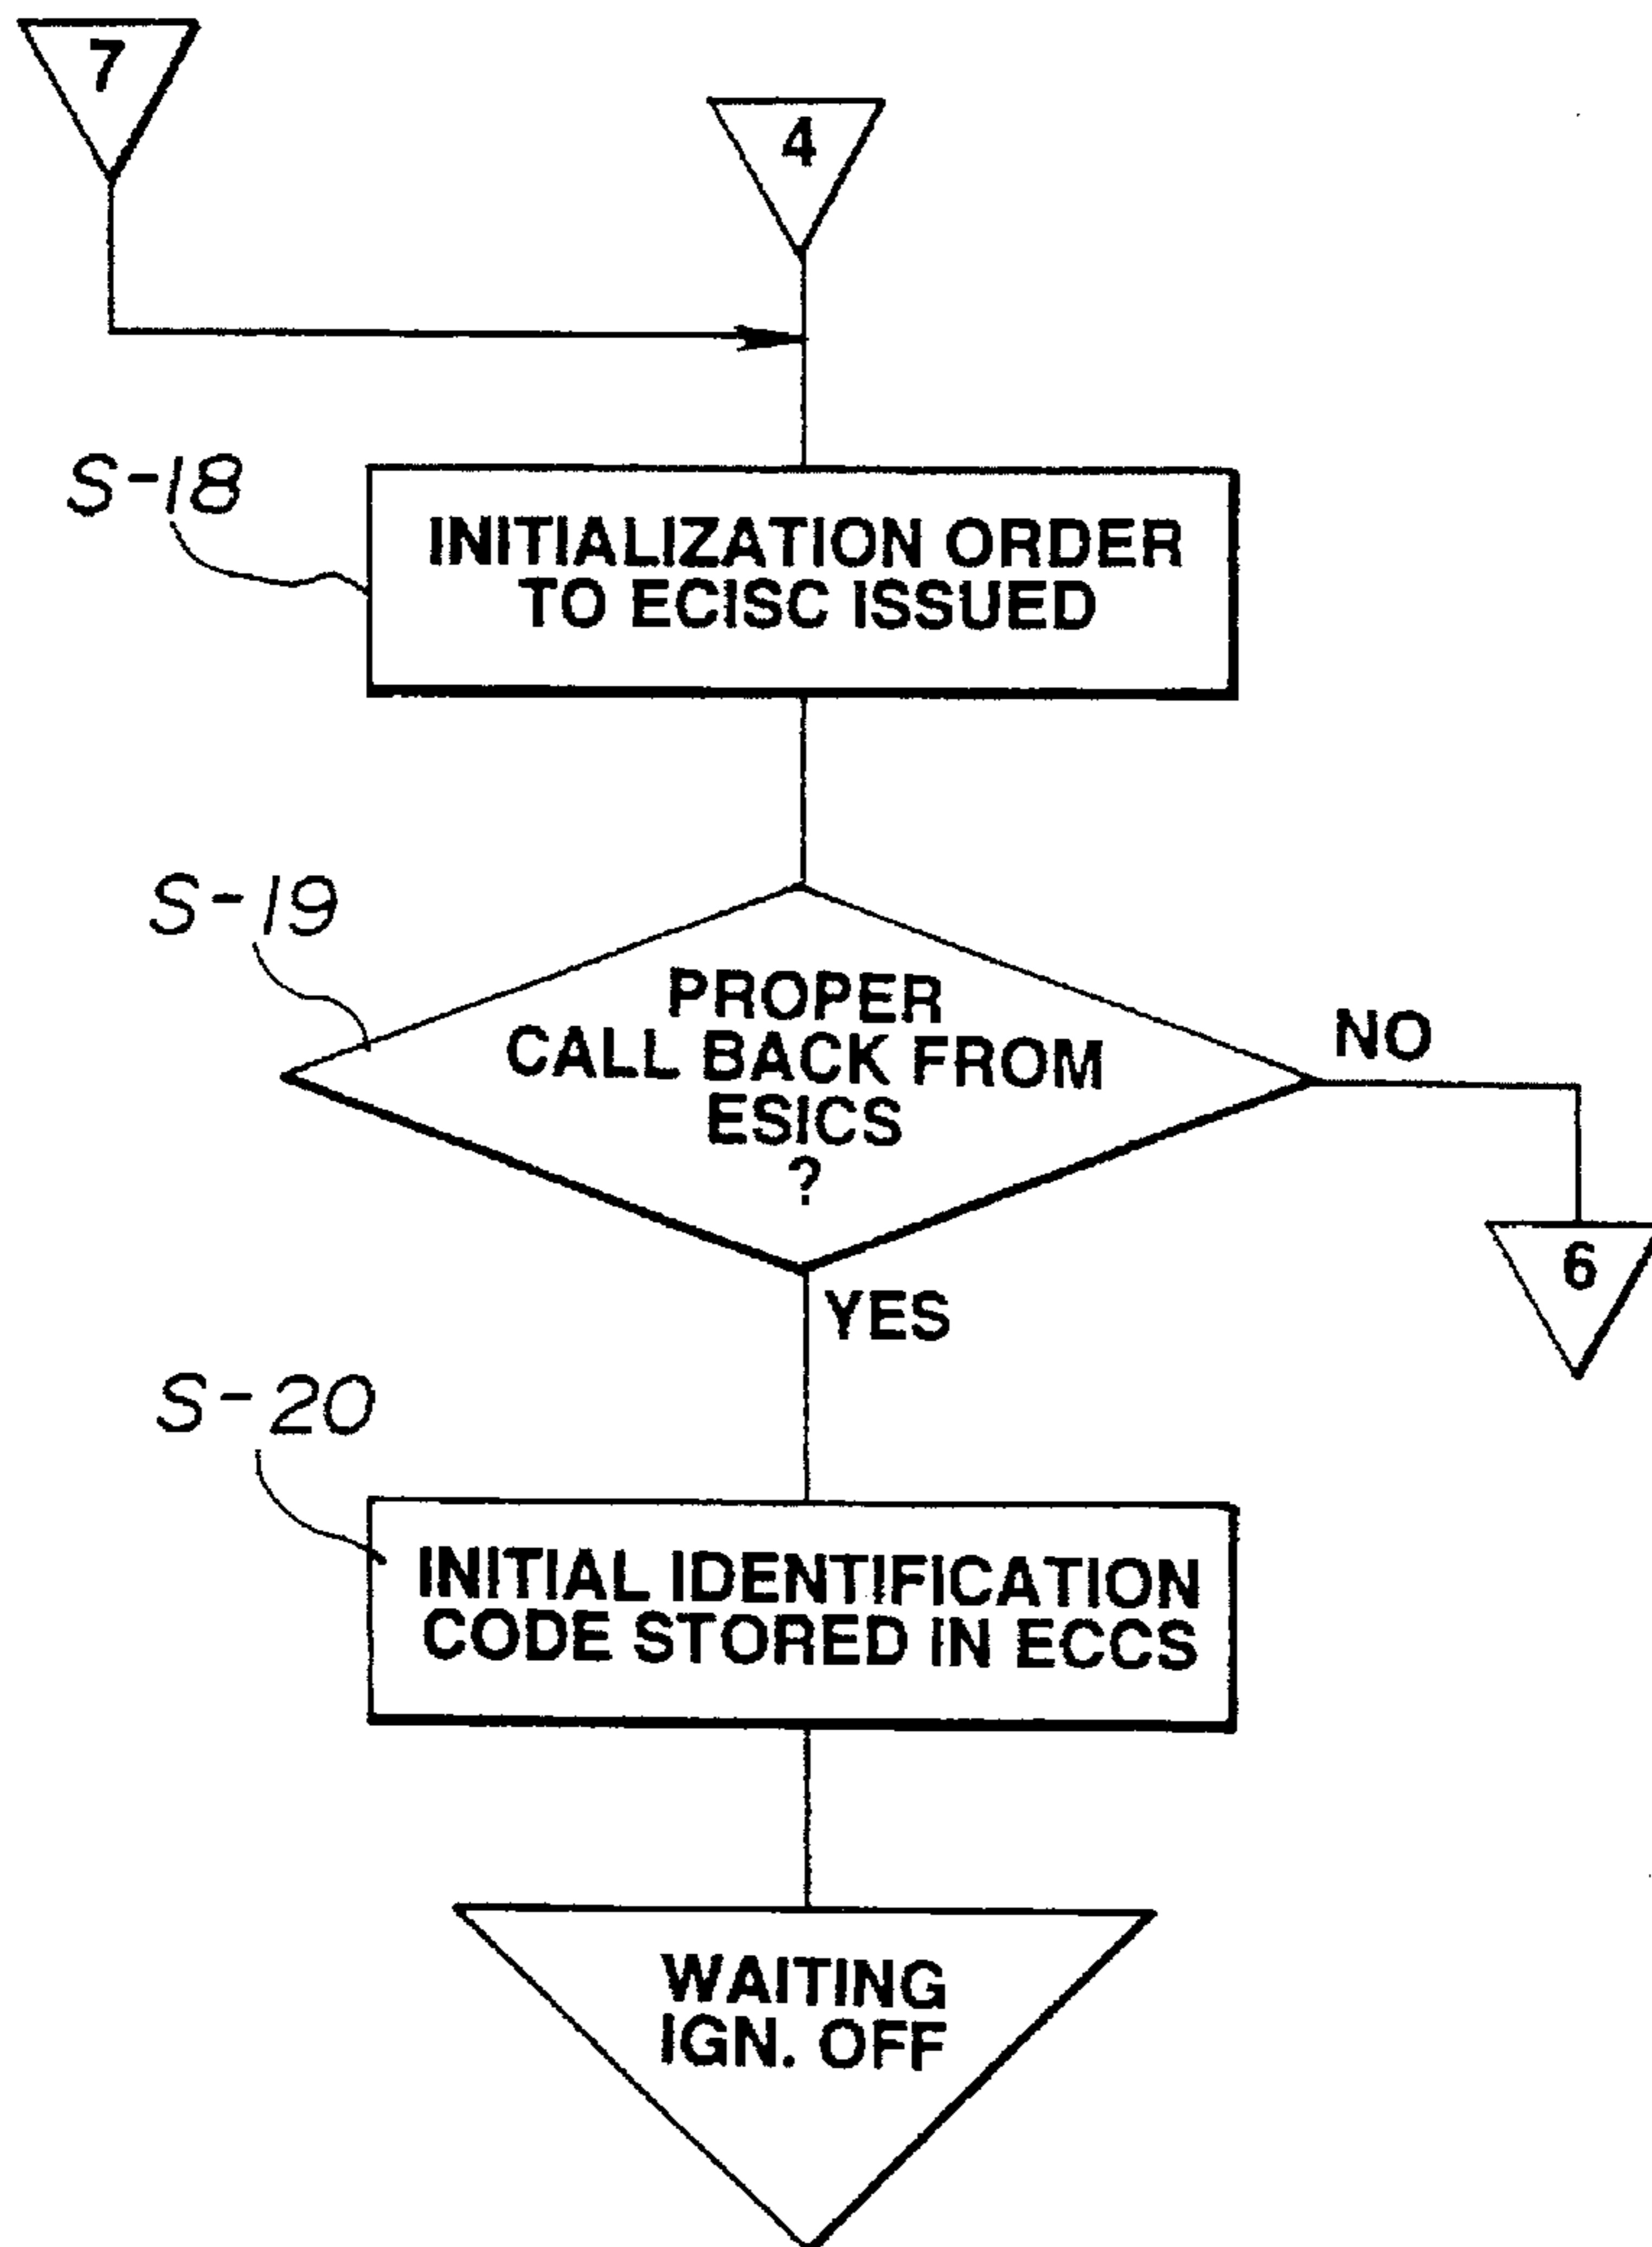 7
4
S-18
INITIALIZATION ORDER
TO ECISC ISSUED
S-19
PROPER
CALL BACK FROM
ESICS
?
NO
6
YES
S-20
INITIAL IDENTIFICATION
CODE STORED IN ECCS
WAITING
IGN. OFF